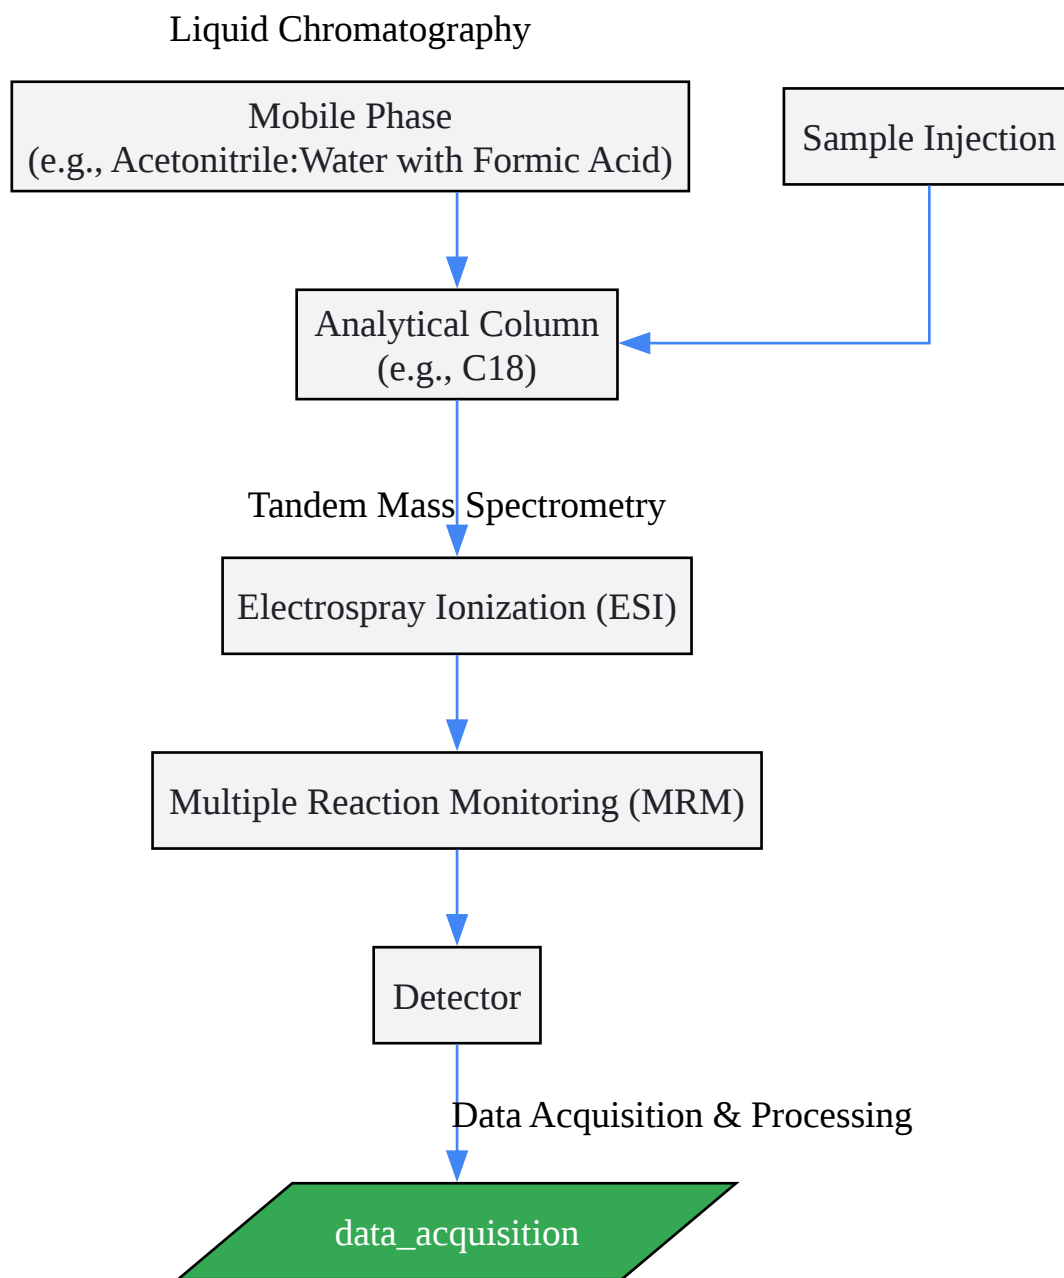 Liquid Chromatography
Mobile Phase
(e.g., Acetonitrile:Water with Formic Acid)
Sample Injection
Analytical Column
(e.g., C18)
Tandem Mass Spectrometry
Electrospray Ionization (ESI)
Multiple Reaction Monitoring (MRM)
Detector
Data Acquisition & Processing
data_acquisition